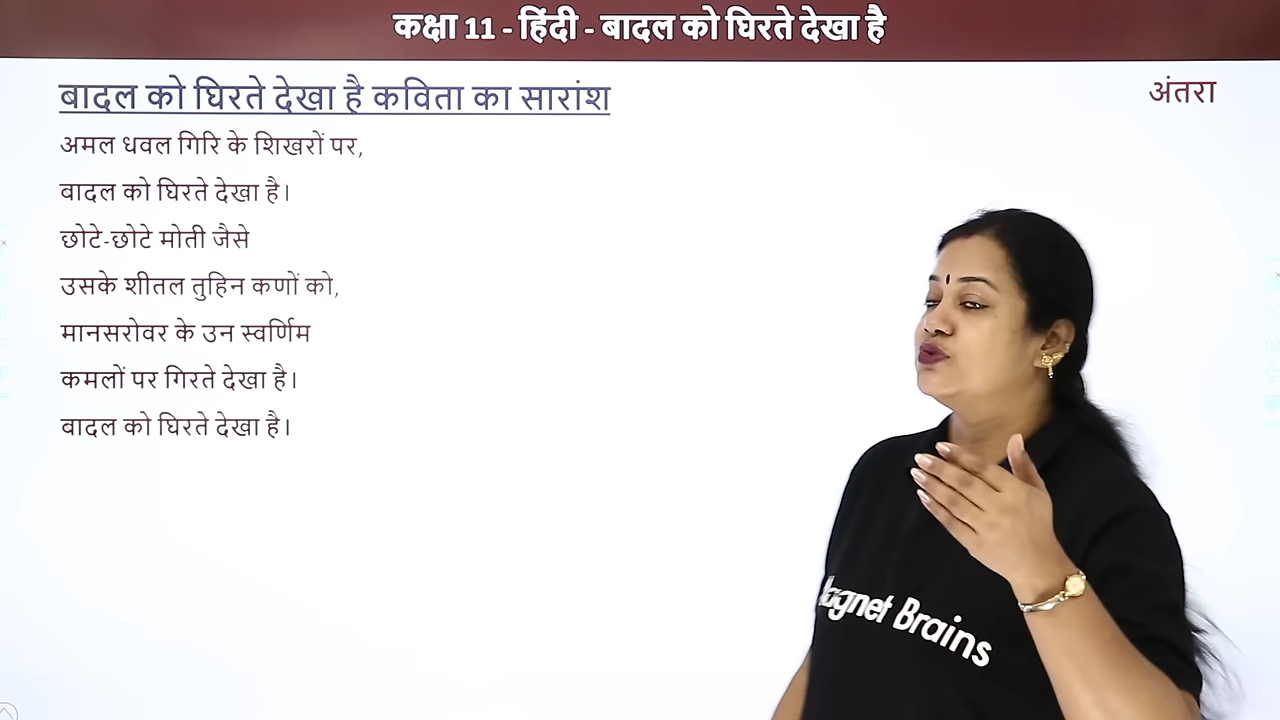 कक्षा 11 - हिंदी - बादल को घिरते देखा है
बादल को घिरते देखा है कविता का सारांश
अंतरा
अमल धवल गिरि के शिखरों पर,
बादल को घिरते देखा है।
छोटे-छोटे मोती जैसे
उसके शीतल तुहिन कणों को,
मानसरोवर के उन स्वर्णिम
कमलों पर गिरते देखा है।
बादल को घिरते देखा है।
agnet Brains